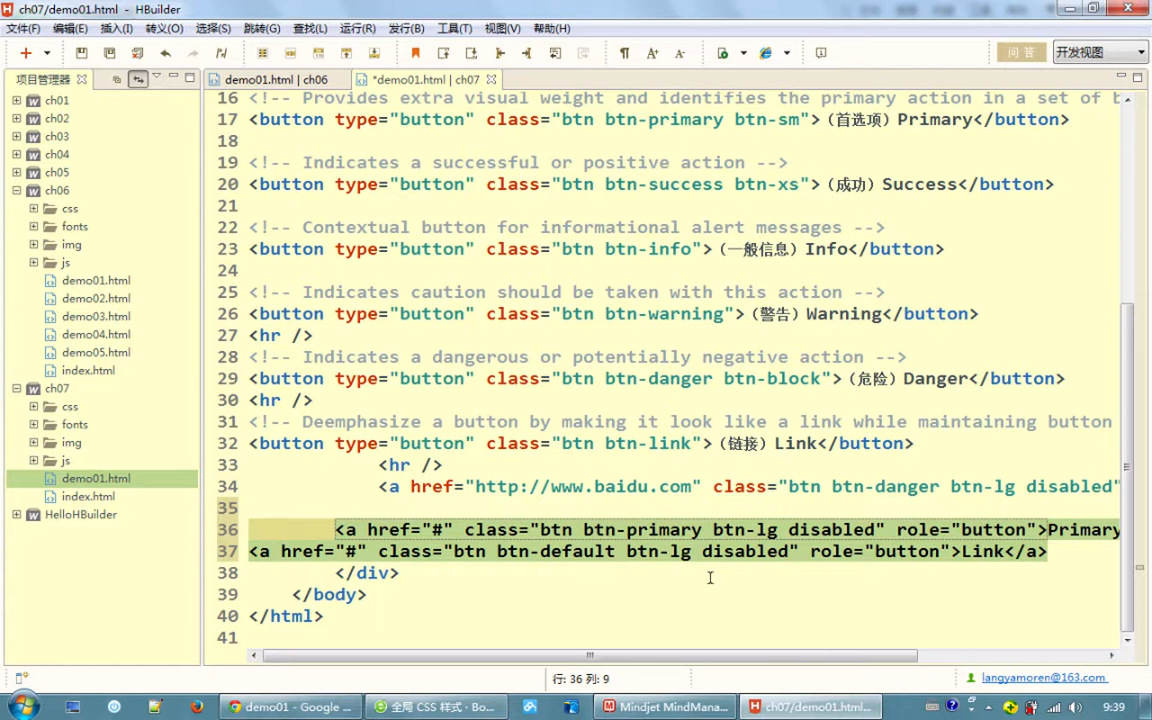 ch07/demo01.html - HBuilder
文件(F) 编辑(E) 插入(I) 转义(O) 选择(S) 跳转(G) 查找(L) 运行(R) 发行(B) 工具(T) 视图(V) 帮助(H)
问 答 开发视图
项目管理器 demo01.html | ch06 *demo01.html | ch07
ch01
ch02
ch03
ch04
ch05
ch06
css
fonts
img
js
demo01.html
demo02.html
demo03.html
demo04.html
demo05.html
index.html
ch07
css
fonts
img
js
demo01.html
index.html
HelloHBuilder
16 <!-- Provides extra visual weight and identifies the primary action in a set of b
17 <button type="button" class="btn btn-primary btn-sm">（首选项）Primary</button>
18
19 <!-- Indicates a successful or positive action -->
20 <button type="button" class="btn btn-success btn-xs">（成功）Success</button>
21
22 <!-- Contextual button for informational alert messages -->
23 <button type="button" class="btn btn-info">（一般信息）Info</button>
24
25 <!-- Indicates caution should be taken with this action -->
26 <button type="button" class="btn btn-warning">（警告）Warning</button>
27 <hr />
28 <!-- Indicates a dangerous or potentially negative action -->
29 <button type="button" class="btn btn-danger btn-block">（危险）Danger</button>
30 <hr />
31 <!-- Deemphasize a button by making it look like a link while maintaining button
32 <button type="button" class="btn btn-link">（链接）Link</button>
33 <hr />
34 <a href="http://www.baidu.com" class="btn btn-danger btn-lg disabled"
35
36 <a href="#" class="btn btn-primary btn-lg disabled" role="button">Primary
37 <a href="#" class="btn btn-default btn-lg disabled" role="button">Link</a>
38 </div>
39 </body>
40 </html>
41
行: 36 列: 9 langyamoren@163.com
demo01 - Google ... 全局 CSS 样式 · Bo... Mindjet MindMana... ch07/demo01.html... 9:39